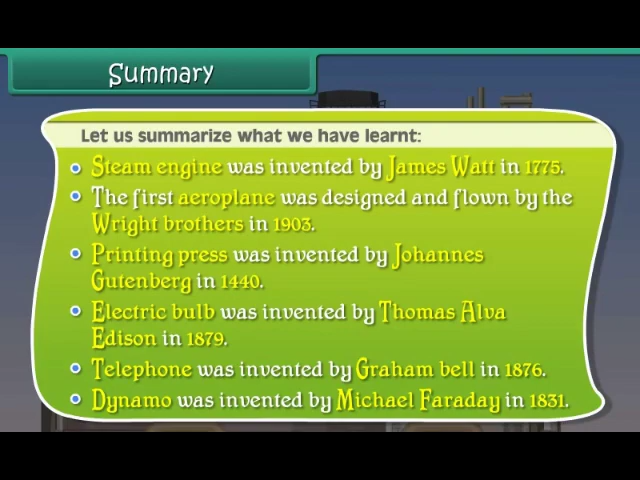 Summary
Let us summarize what we have learnt:
Steam engine was invented by James Watt in 1775.
The first aeroplane was designed and flown by the
Wright brothers in 1903.
Printing press was invented by Johannes
Gutenberg in 1440.
Electric bulb was invented by Thomas Alva
Edison in 1879.
Telephone was invented by Graham bell in 1876.
Dynamo was invented by Michael Faraday in 1831.